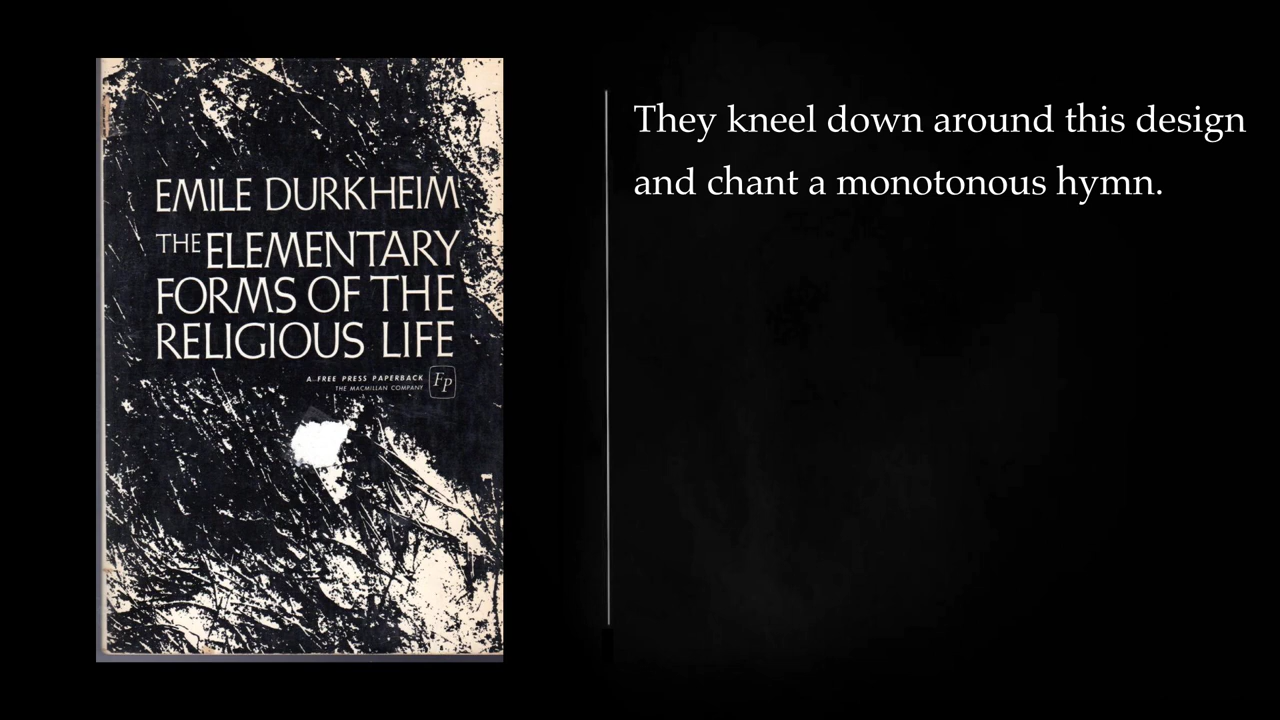 EMILE DURKHEIM
THE ELEMENTARY
FORMS OF THE
RELIGIOUS LIFE
A FREE PRESS PAPERBACK
THE MACMILLAN COMPANY
FP
They kneel down around this design
and chant a monotonous hymn.